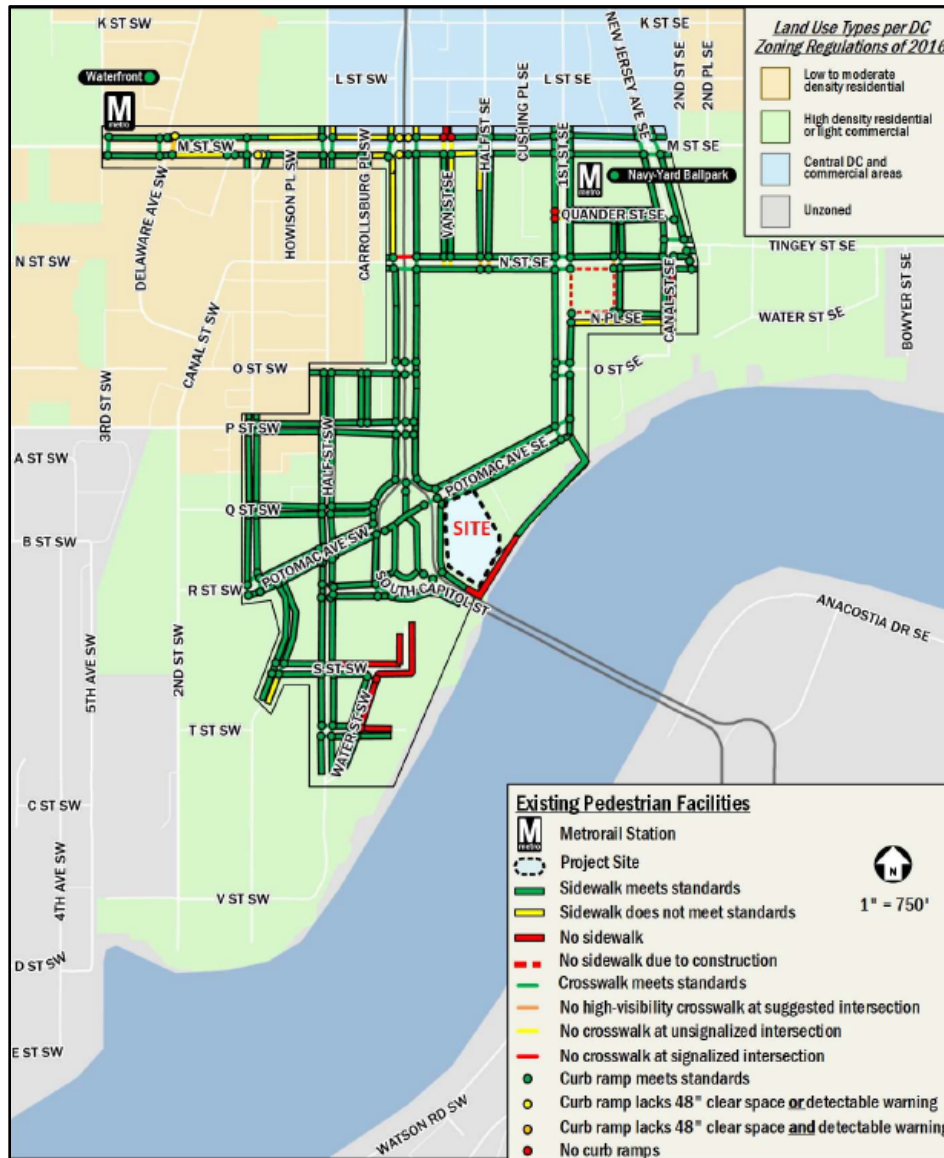 K ST SW
K ST SE
Waterfront
M
metro
L ST SW
L ST SE
NEW JERSEY AVE SE
2ND ST SE
2ND PL SE
Land Use Types per DC
Zoning Regulations of 2016
Low to moderate
density residential
High density residential
or light commercial
Central DC and
commercial areas
Unzoned
M ST SW
DELAWARE AVE SW
HOWISON PL SW
CARROLLSBURG PL SW
VAN ST SE
HALF ST SE
CUSHING PL SE
1ST ST SE
M ST SE
M
metro
Navy-Yard Ballpark
QUANDER ST SE
TINGEY ST SE
N ST SW
N ST SE
CANAL ST SE
N PL SE
WATER ST SE
BOWYER ST SE
CANAL ST SW
O ST SW
O ST SE
3RD ST SW
P ST SW
HALF ST SW
POTOMAC AVE SE
A ST SW
Q ST SW
SITE
B ST SW
POTOMAC AVE SW
R ST SW
SOUTH CAPITOL ST
ANACOSTIA DR SE
5TH AVE SW
2ND ST SW
S ST SW
WATER ST SW
T ST SW
C ST SW
4TH AVE SW
V ST SW
D ST SW
E ST SW
WATSON RD SW
Existing Pedestrian Facilities
M
metro
Metrorail Station
Project Site
Sidewalk meets standards
Sidewalk does not meet standards
No sidewalk
No sidewalk due to construction
Crosswalk meets standards
No high-visibility crosswalk at suggested intersection
No crosswalk at unsignalized intersection
No crosswalk at signalized intersection
Curb ramp meets standards
Curb ramp lacks 48" clear space or detectable warning
Curb ramp lacks 48" clear space and detectable warning
No curb ramps
N
1" = 750'